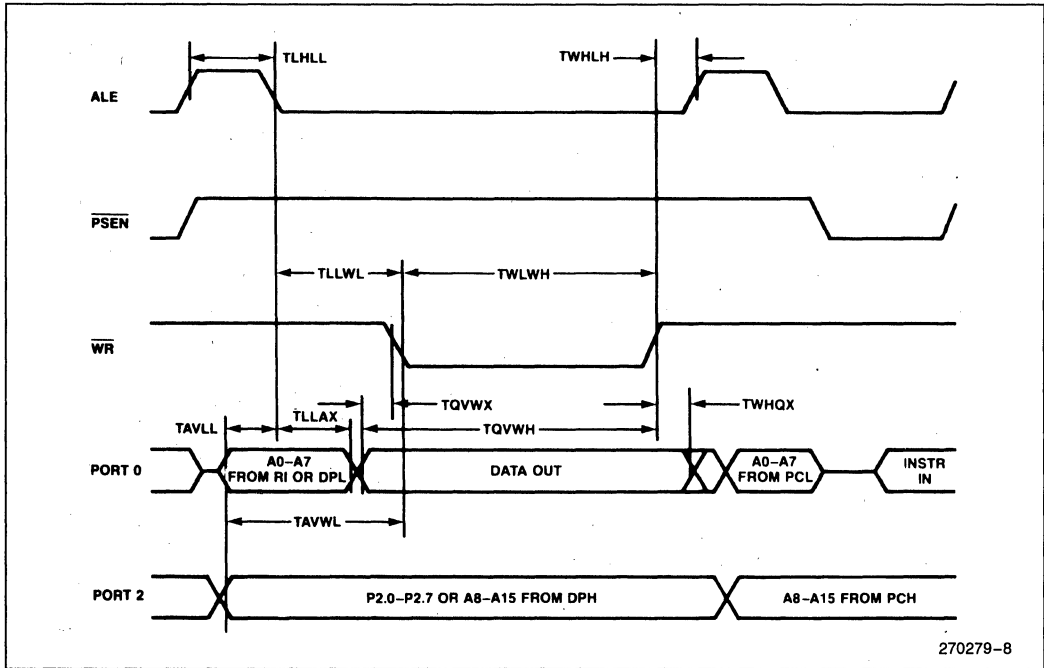 TLHLL
TWHLH
ALE
PSEN
TLLWL
TWLWH
WR
TQVWX
TWHQX
TAVLL
TLLAX
TQVWH
PORT 0
A0–A7
FROM RI OR DPL
DATA OUT
A0–A7
FROM PCL
INSTR
IN
TAVWL
PORT 2
P2.0–P2.7 OR A8–A15 FROM DPH
A8–A15 FROM PCH
270279–8